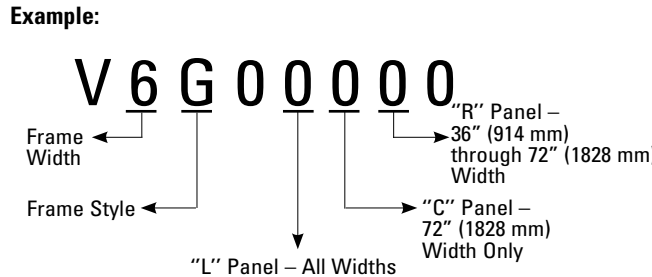 Example:
V 6 G 0 0 0 0 0
Frame
Width
Frame Style
“L” Panel – All Widths
“C” Panel –
72” (1828 mm)
Width Only
“R” Panel –
36” (914 mm)
through 72” (1828 mm)
Width